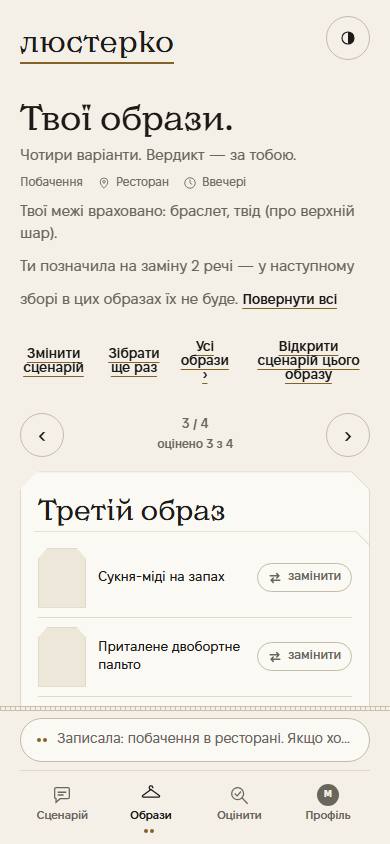 люстерко
Твої образи.
Чотири варіанти. Вердикт — за тобою.
Побачення Ресторан Ввечері
Твої межі враховано: браслет, твід (про верхній
шар).
Ти позначила на заміну 2 речі — у наступному
зборі в цих образах їх не буде. Повернути всі
Змінити
сценарій
Зібрати
ще раз
Усі
образи
›
Відкрити
сценарій цього
образу
‹
3 / 4
оцінено 3 з 4
›
Третій образ
Сукня-міді на запах
замінити
Приталене двобортне
пальто
замінити
Записала: побачення в ресторані. Якщо хо...
Сценарій
Образи
Оцінити
М
Профіль